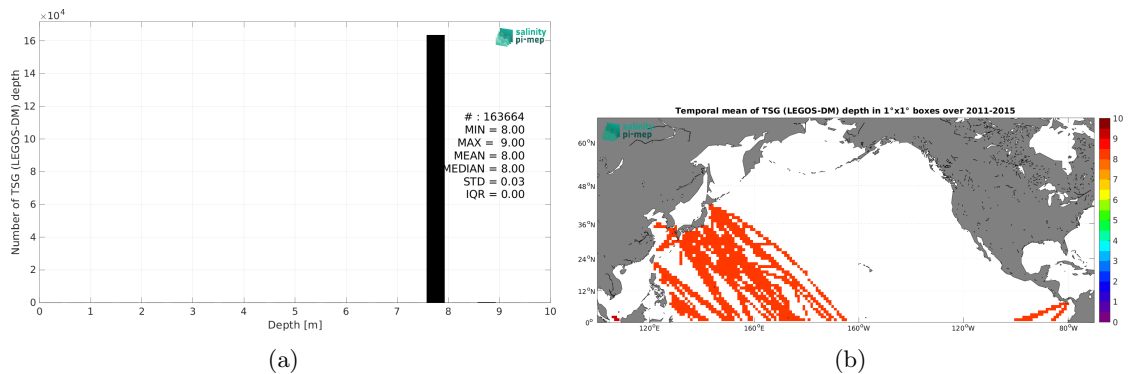 ×10⁴
16
14
12
10
8
6
4
2
0
Number of TSG (LEGOS-DM) depth
0 1 2 3 4 5 6 7 8 9 10
Depth [m]
salinity
pi-mep
# : 163664
MIN = 8.00
MAX = 9.00
MEAN = 8.00
MEDIAN = 8.00
STD = 0.03
IQR = 0.00
(a)
Temporal mean of TSG (LEGOS-DM) depth in 1°x1° boxes over 2011-2015
salinity
pi-mep
60°N
48°N
36°N
24°N
12°N
0°
120°E 160°E 160°W 120°W 80°W
10
9
8
7
6
5
4
3
2
1
0
(b)